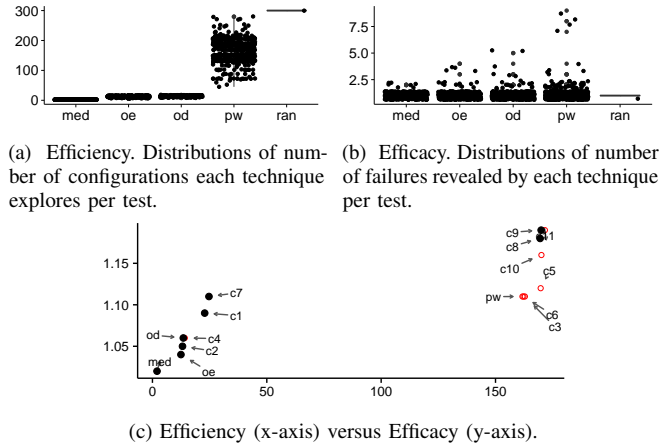 300
200
100
0
med oe od pw ran
7.5
5.0
2.5
med oe od pw ran
(a) Efficiency. Distributions of num-
ber of configurations each technique
explores per test.
(b) Efficacy. Distributions of number
of failures revealed by each technique
per test.
1.15
1.10
1.05
c9
1
c8
c10
c5
pw
c6
c3
c7
c1
od c4
c2
med
oe
0 50 100 150
(c) Efficiency (x-axis) versus Efficacy (y-axis).